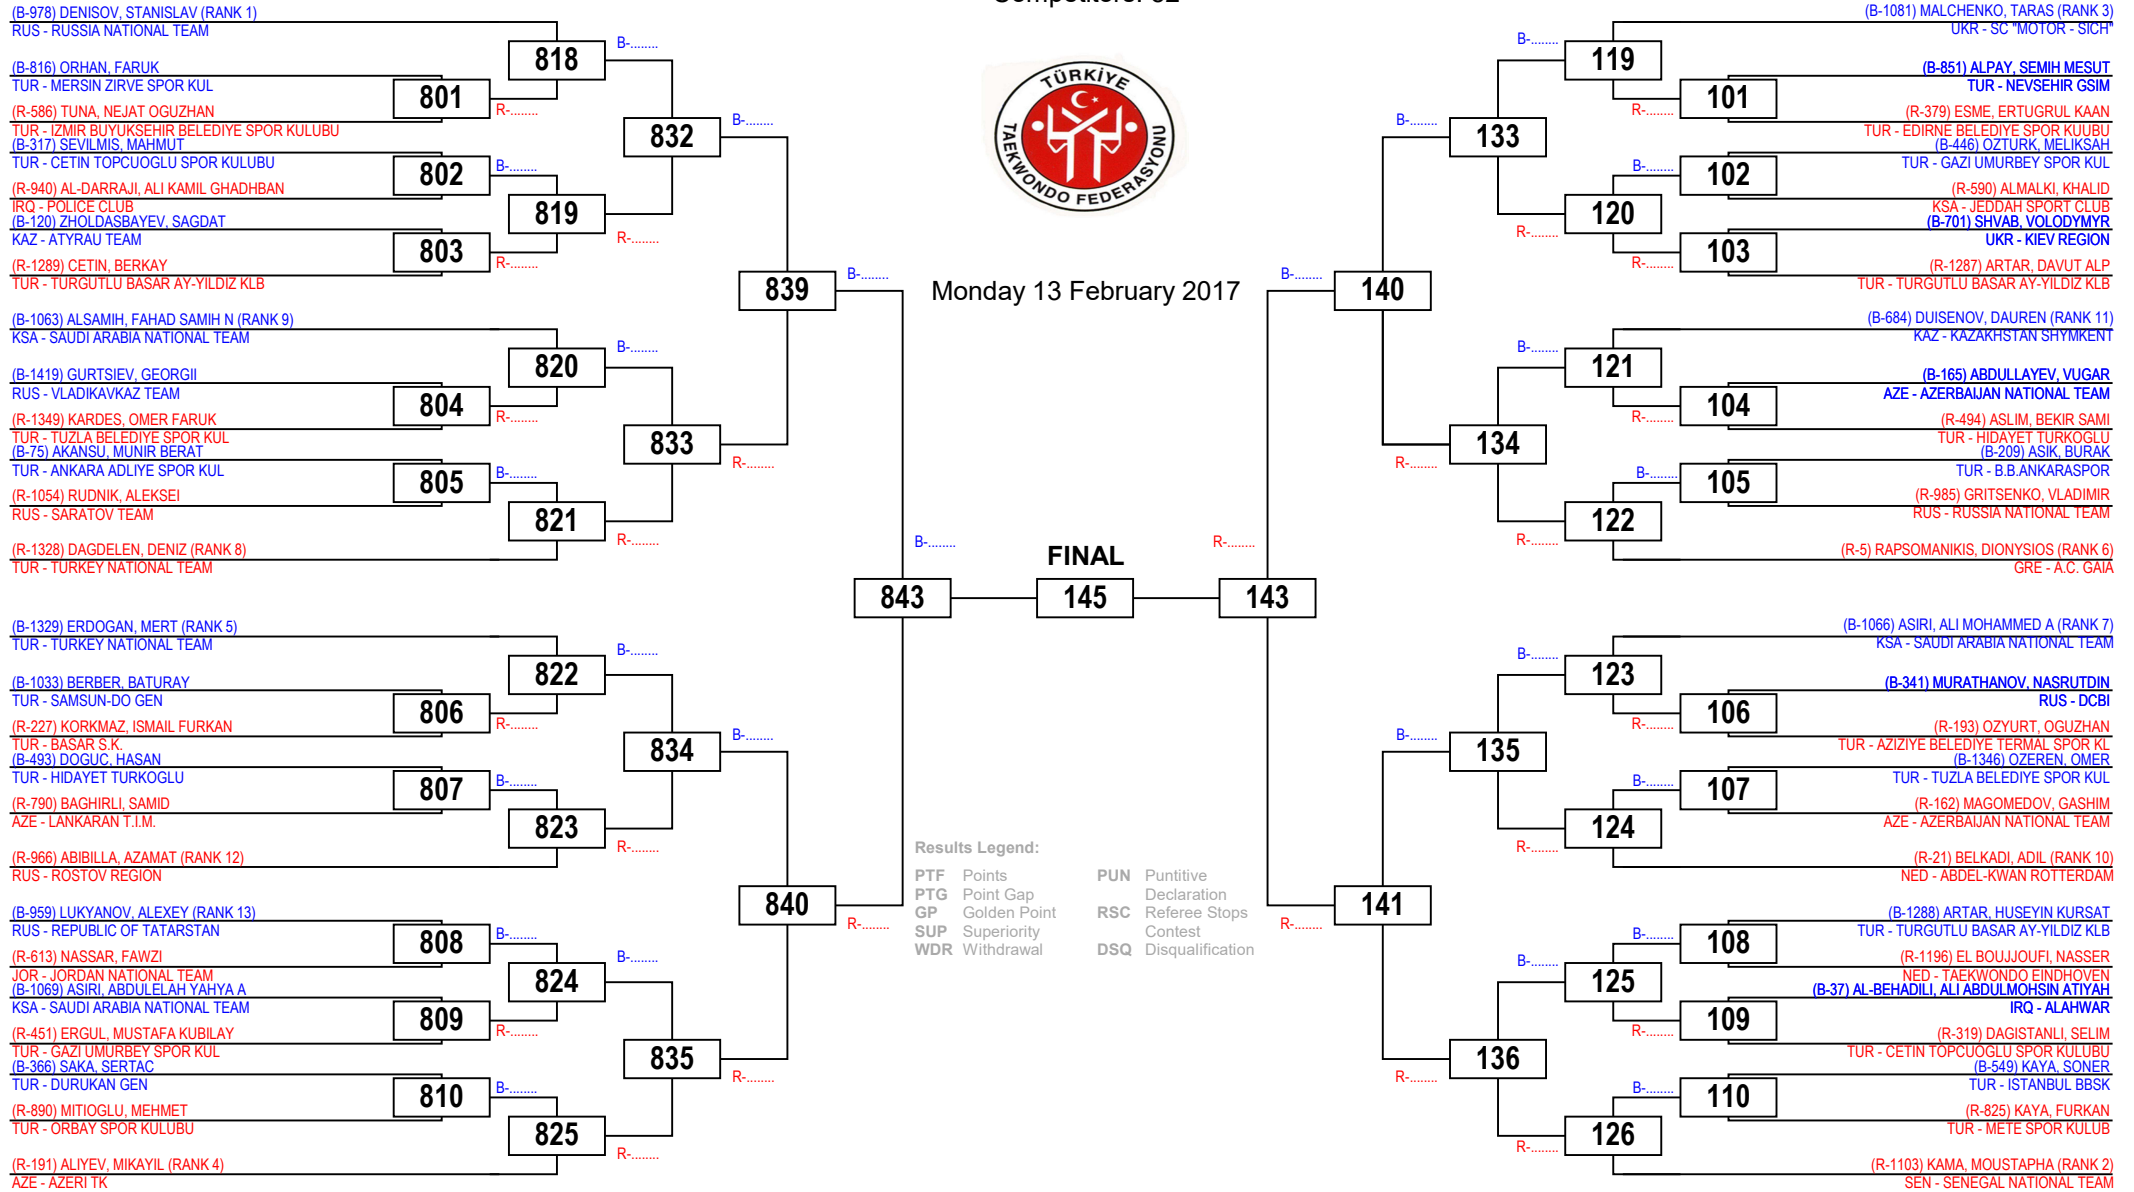 Competitors: 52
(B-978) DENISOV, STANISLAV (RANK 1)
RUS - RUSSIA NATIONAL TEAM
818
B-........
(B-816) ORHAN, FARUK
TUR - MERSIN ZIRVE SPOR KUL
801
R-........
(R-586) TUNA, NEJAT OGUZHAN
TUR - IZMIR BUYUKSEHIR BELEDIYE SPOR KULUBU
832
B-........
(B-317) SEVILMIS, MAHMUT
TUR - CETIN TOPCUOGLU SPOR KULUBU
802
B-........
(R-940) AL-DARRAJI, ALI KAMIL GHADHBAN
IRQ - POLICE CLUB
819
R-........
(B-120) ZHOLDASBAYEV, SAGDAT
KAZ - ATYRAU TEAM
803
R-........
(R-1289) CETIN, BERKAY
TUR - TURGUTLU BASAR AY-YILDIZ KLB
839
B-........
(B-1063) ALSAMIH, FAHAD SAMIH N (RANK 9)
KSA - SAUDI ARABIA NATIONAL TEAM
820
B-........
(B-1419) GURTSIEV, GEORGII
RUS - VLADIKAVKAZ TEAM
804
R-........
(R-1349) KARDES, OMER FARUK
TUR - TUZLA BELEDIYE SPOR KUL
833
R-........
(B-75) AKANSU, MUNIR BERAT
TUR - ANKARA ADLIYE SPOR KUL
805
B-........
(R-1054) RUDNIK, ALEKSEI
RUS - SARATOV TEAM
821
R-........
(R-1328) DAGDELEN, DENIZ (RANK 8)
TUR - TURKEY NATIONAL TEAM
843
B-........
(B-1329) ERDOGAN, MERT (RANK 5)
TUR - TURKEY NATIONAL TEAM
822
B-........
(B-1033) BERBER, BATURAY
TUR - SAMSUN-DO GEN
806
R-........
(R-227) KORKMAZ, ISMAIL FURKAN
TUR - BASAR S.K.
834
B-........
(B-493) DOGUC, HASAN
TUR - HIDAYET TURKOGLU
807
B-........
(R-790) BAGHIRLI, SAMID
AZE - LANKARAN T.I.M.
823
R-........
(R-966) ABIBILLA, AZAMAT (RANK 12)
RUS - ROSTOV REGION
840
R-........
(B-959) LUKYANOV, ALEXEY (RANK 13)
RUS - REPUBLIC OF TATARSTAN
808
B-........
(R-613) NASSAR, FAWZI
JOR - JORDAN NATIONAL TEAM
824
B-........
(B-1069) ASIRI, ABDULELAH YAHYA A
KSA - SAUDI ARABIA NATIONAL TEAM
809
R-........
(R-451) ERGUL, MUSTAFA KUBILAY
TUR - GAZI UMURBEY SPOR KUL
835
R-........
(B-366) SAKA, SERTAC
TUR - DURUKAN GEN
810
B-........
(R-890) MITIOGLU, MEHMET
TUR - ORBAY SPOR KULUBU
825
R-........
(R-191) ALIYEV, MIKAYIL (RANK 4)
AZE - AZERI TK
TÜRKİYE
TAEKWONDO FEDERASYONU
Monday 13 February 2017
FINAL
145
Results Legend:
PTF Points
PTG Point Gap
GP Golden Point
SUP Superiority
WDR Withdrawal
PUN Puntitive
Declaration
RSC Referee Stops
Contest
DSQ Disqualification
(B-1081) MALCHENKO, TARAS (RANK 3)
UKR - SC "MOTOR - SICH"
B-........
119
(B-851) ALPAY, SEMIH MESUT
TUR - NEVSEHIR GSIM
R-........
101
(R-379) ESME, ERTUGRUL KAAN
TUR - EDIRNE BELEDIYE SPOR KUUBU
B-........
133
(B-446) OZTURK, MELIKSAH
TUR - GAZI UMURBEY SPOR KUL
B-........
102
(R-590) ALMALKI, KHALID
KSA - JEDDAH SPORT CLUB
R-........
120
(B-701) SHVAB, VOLODYMYR
UKR - KIEV REGION
R-........
103
(R-1287) ARTAR, DAVUT ALP
TUR - TURGUTLU BASAR AY-YILDIZ KLB
B-........
140
(B-684) DUISENOV, DAUREN (RANK 11)
KAZ - KAZAKHSTAN SHYMKENT
B-........
121
(B-165) ABDULLAYEV, VUGAR
AZE - AZERBAIJAN NATIONAL TEAM
R-........
104
(R-494) ASLIM, BEKIR SAMI
TUR - HIDAYET TURKOGLU
R-........
134
(B-209) ASIK, BURAK
TUR - B.B.ANKARASPOR
B-........
105
(R-985) GRITSENKO, VLADIMIR
RUS - RUSSIA NATIONAL TEAM
R-........
122
(R-5) RAPSOMANIKIS, DIONYSIOS (RANK 6)
GRE - A.C. GAIA
R-........
143
(B-1066) ASIRI, ALI MOHAMMED A (RANK 7)
KSA - SAUDI ARABIA NATIONAL TEAM
B-........
123
(B-341) MURATHANOV, NASRUTDIN
RUS - DCBI
R-........
106
(R-193) OZYURT, OGUZHAN
TUR - AZIZIYE BELEDIYE TERMAL SPOR KL
B-........
135
(B-1346) OZEREN, OMER
TUR - TUZLA BELEDIYE SPOR KUL
B-........
107
(R-162) MAGOMEDOV, GASHIM
AZE - AZERBAIJAN NATIONAL TEAM
R-........
124
(R-21) BELKADI, ADIL (RANK 10)
NED - ABDEL-KWAN ROTTERDAM
R-........
141
(B-1288) ARTAR, HUSEYIN KURSAT
TUR - TURGUTLU BASAR AY-YILDIZ KLB
B-........
108
(R-1196) EL BOUJJOUFI, NASSER
NED - TAEKWONDO EINDHOVEN
B-........
125
(B-37) AL-BEHADILI, ALI ABDULMOHSIN ATIYAH
IRQ - ALAHWAR
R-........
109
(R-319) DAGISTANLI, SELIM
TUR - CETIN TOPCUOGLU SPOR KULUBU
R-........
136
(B-549) KAYA, SONER
TUR - ISTANBUL BBSK
B-........
110
(R-825) KAYA, FURKAN
TUR - METE SPOR KULUB
R-........
126
(R-1103) KAMA, MOUSTAPHA (RANK 2)
SEN - SENEGAL NATIONAL TEAM